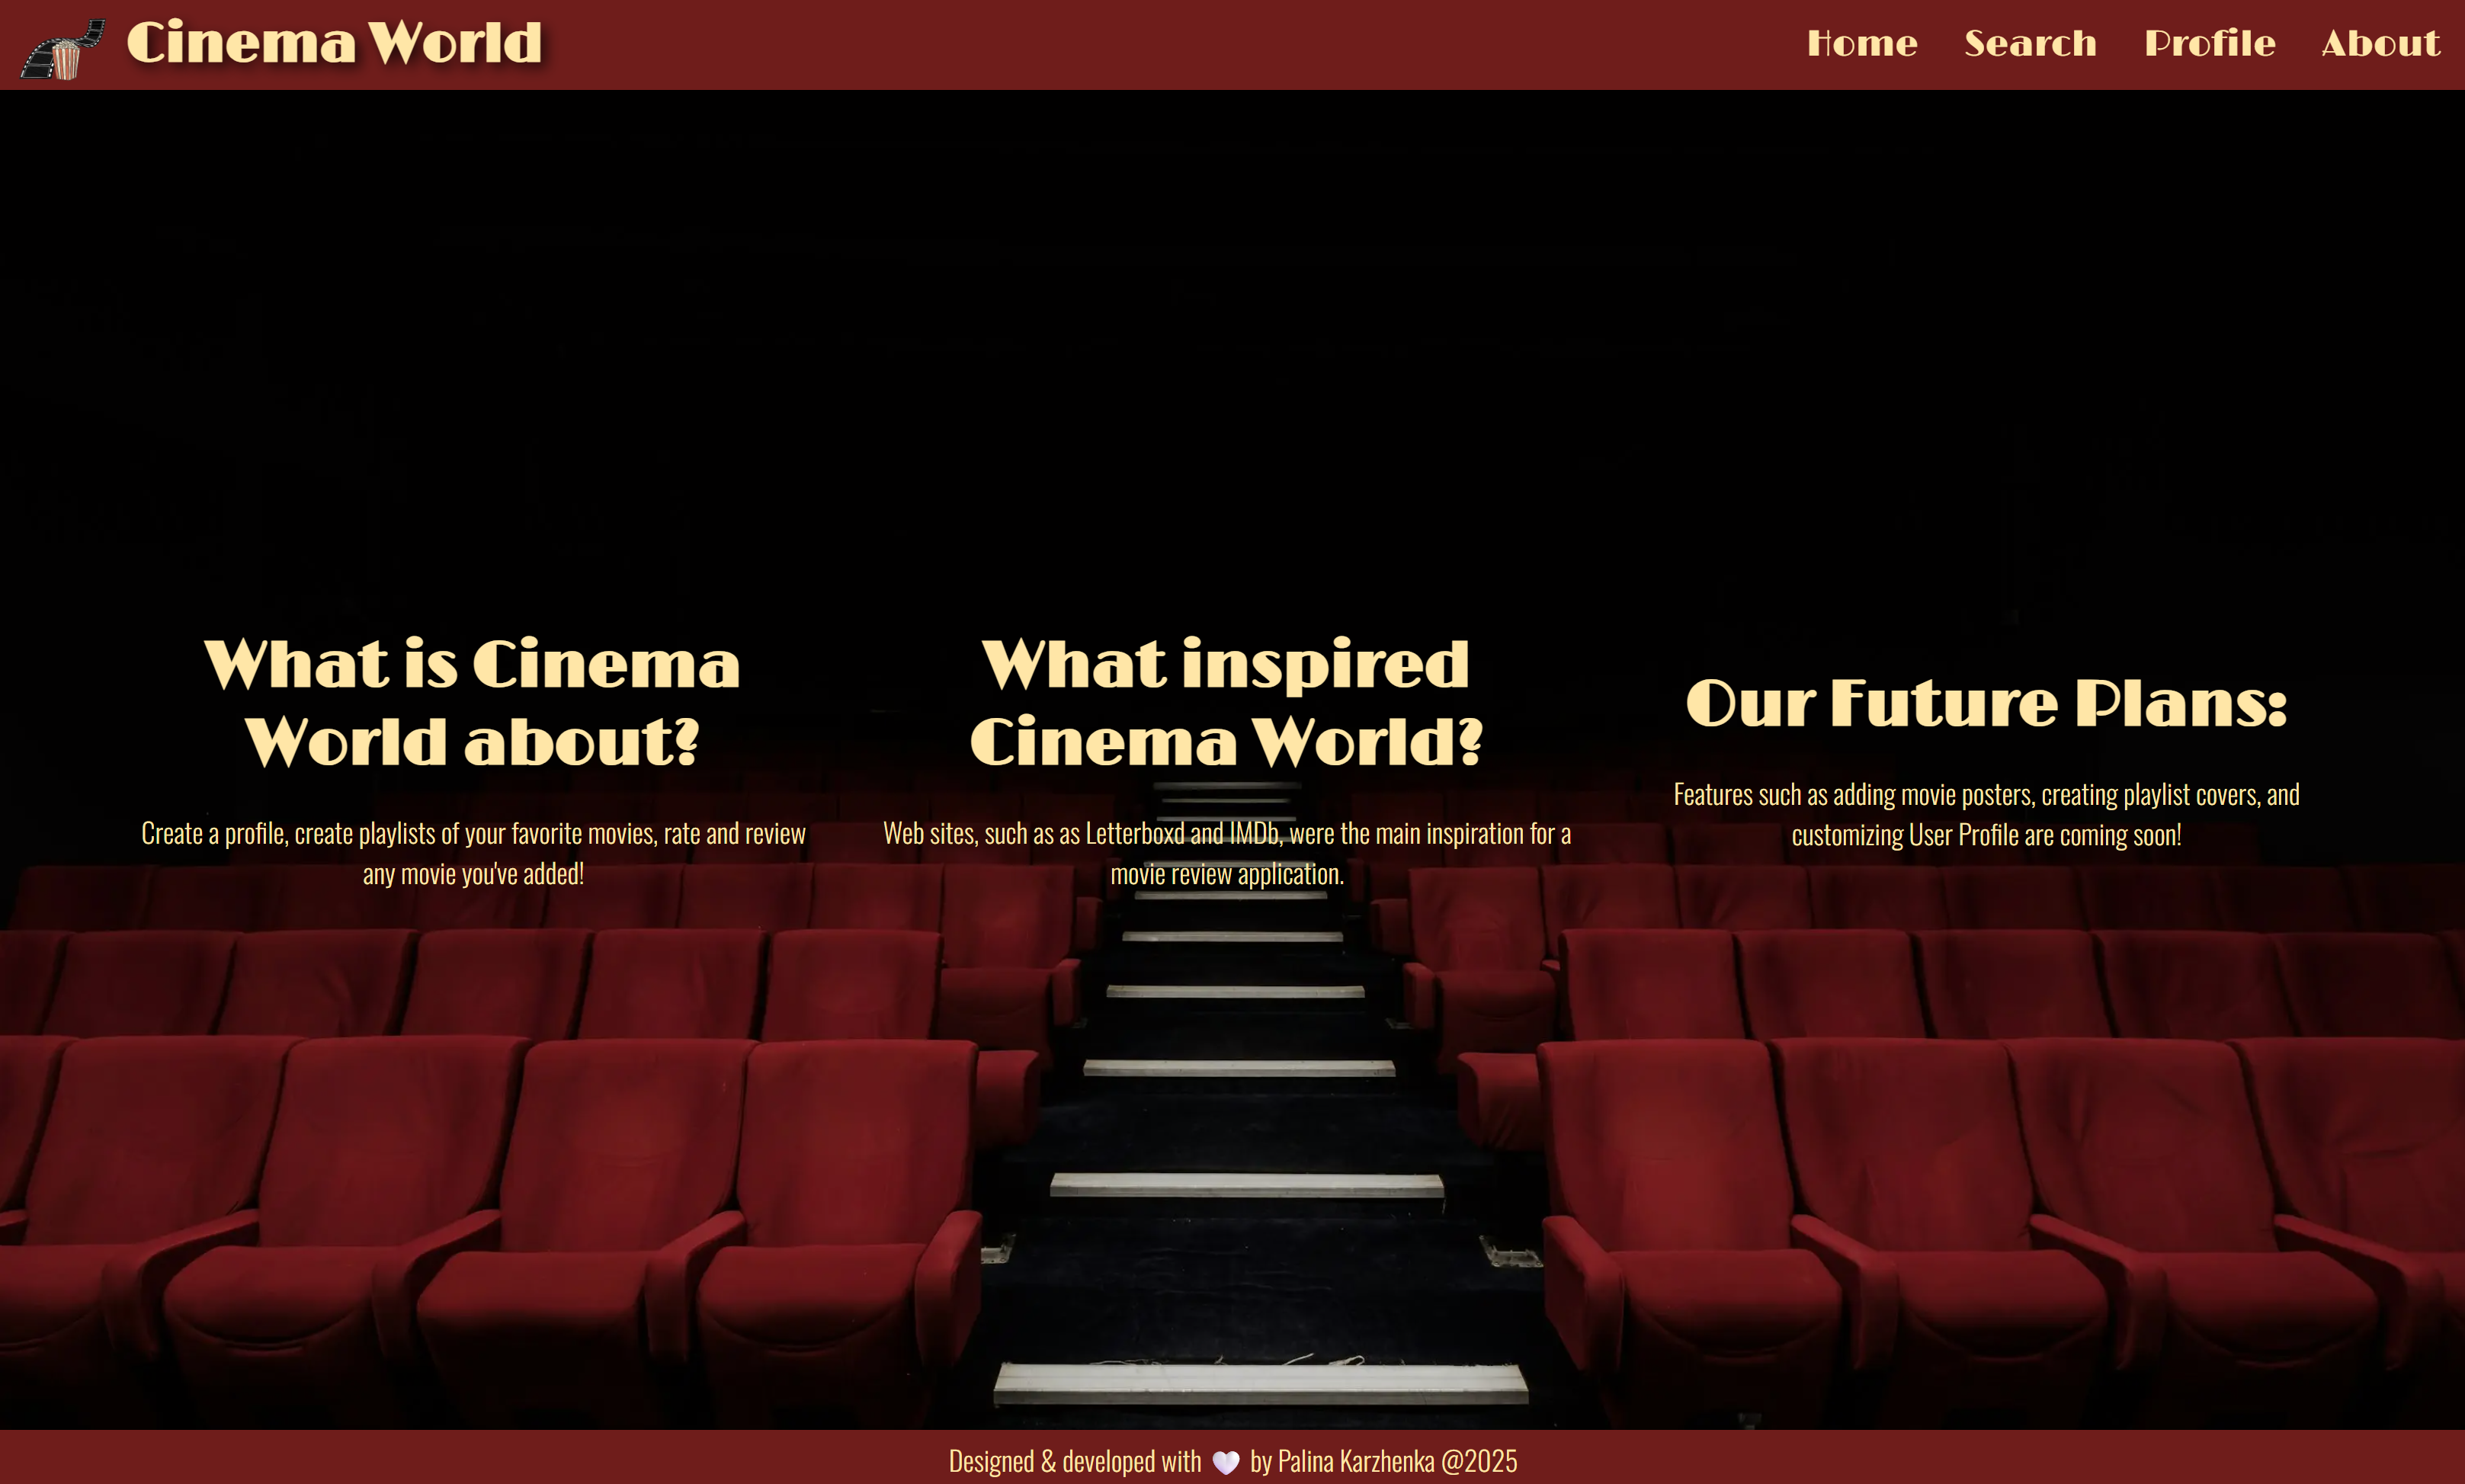 Cinema World
Home Search Profile About
What is Cinema
World about?
Create a profile, create playlists of your favorite movies, rate and review
any movie you've added!
What inspired
Cinema World?
Web sites, such as as Letterboxd and IMDb, were the main inspiration for a
movie review application.
Our Future Plans:
Features such as adding movie posters, creating playlist covers, and
customizing User Profile are coming soon!
Designed & developed with 🤍 by Palina Karzhenka @2025